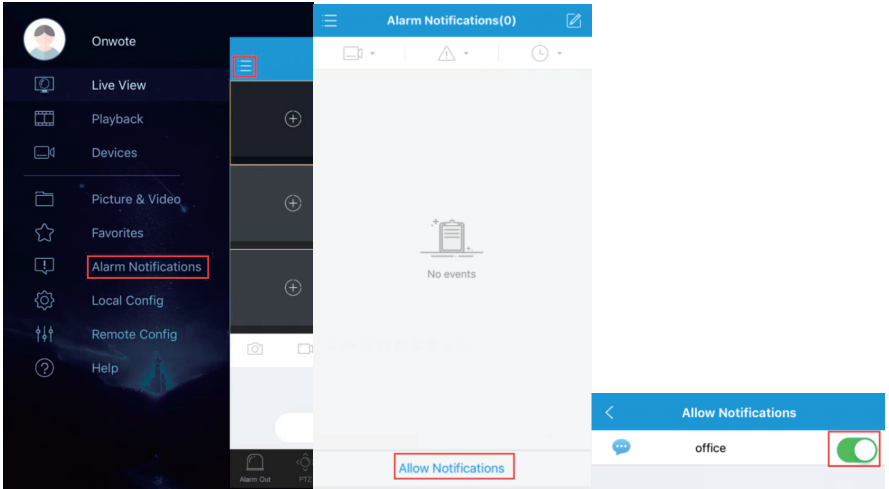 Onwote
Live View
Playback
Devices
Picture & Video
Favorites
Alarm Notifications
Local Config
Remote Config
Help
Alarm Out
PTZ
Alarm Notifications(0)
No events
Allow Notifications
Allow Notifications
office